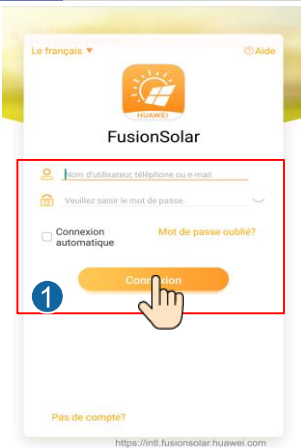 Le français ▼ ?Aide
HUAWEI
FusionSolar
Nom d'utilisateur, téléphone ou e-mail
Veuillez saisir le mot de passe.
Connexion
automatique
Mot de passe oublié?
Connexion
1
Pas de compte?
https://intl.fusionsolar.huawei.com